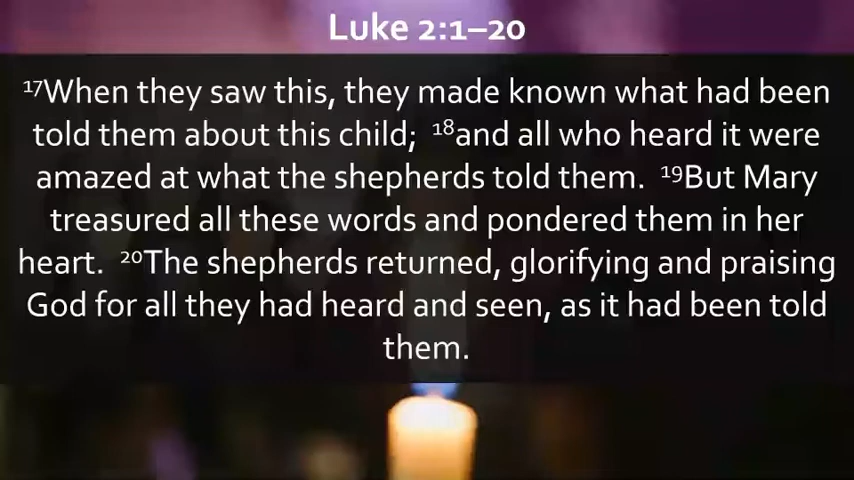 Luke 2:1–20
¹⁷When they saw this, they made known what had been
told them about this child; ¹⁸and all who heard it were
amazed at what the shepherds told them. ¹⁹But Mary
treasured all these words and pondered them in her
heart. ²⁰The shepherds returned, glorifying and praising
God for all they had heard and seen, as it had been told
them.